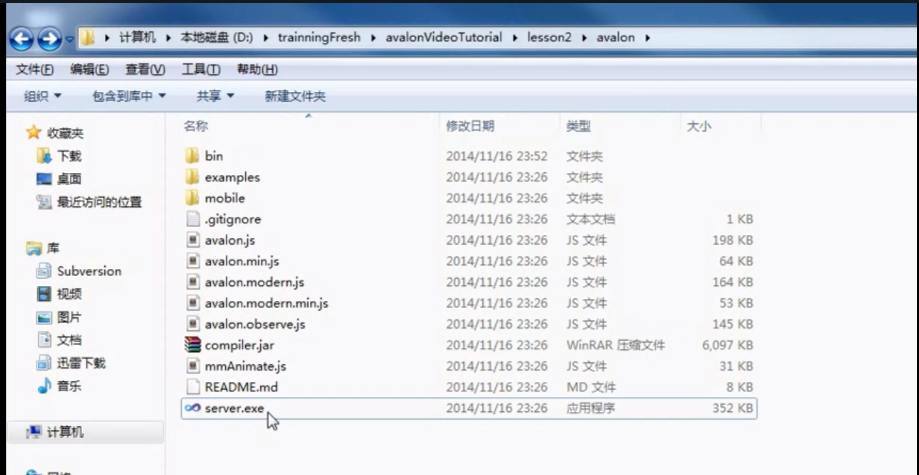 计算机 ▸ 本地磁盘 (D:) ▸ trainningFresh ▸ avalonVideoTutorial ▸ lesson2 ▸ avalon ▸
文件(F) 编辑(E) 查看(V) 工具(T) 帮助(H)
组织 包含到库中 共享 新建文件夹
收藏夹
下载
桌面
最近访问的位置
库
Subversion
视频
图片
文档
迅雷下载
音乐
计算机
网络
名称 修改日期 类型 大小
bin 2014/11/16 23:52 文件夹
examples 2014/11/16 23:26 文件夹
mobile 2014/11/16 23:26 文件夹
.gitignore 2014/11/16 23:26 文本文档 1 KB
avalon.js 2014/11/16 23:26 JS 文件 198 KB
avalon.min.js 2014/11/16 23:26 JS 文件 64 KB
avalon.modern.js 2014/11/16 23:26 JS 文件 164 KB
avalon.modern.min.js 2014/11/16 23:26 JS 文件 53 KB
avalon.observe.js 2014/11/16 23:26 JS 文件 145 KB
compiler.jar 2014/11/16 23:26 WinRAR 压缩文件 6,097 KB
mmAnimate.js 2014/11/16 23:26 JS 文件 31 KB
README.md 2014/11/16 23:26 MD 文件 8 KB
server.exe 2014/11/16 23:26 应用程序 352 KB